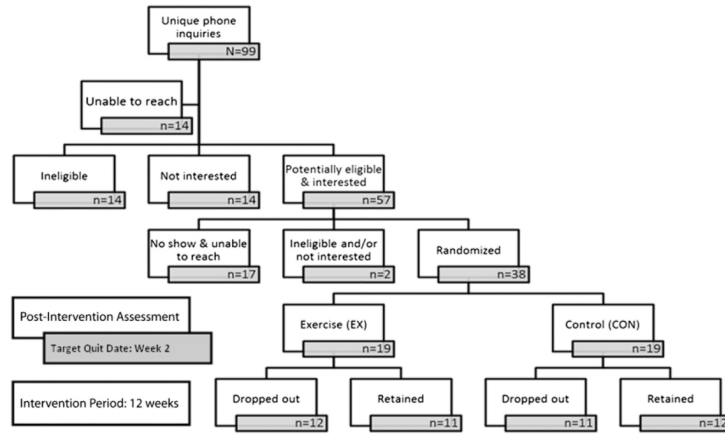 Unique phone
inquiries
N=99
Unable to reach
n=14
Ineligible
n=14
Not interested
n=14
Potentially eligible
& interested
n=57
No show & unable
to reach
n=17
Ineligible and/or
not interested
n=2
Randomized
n=38
Post-Intervention Assessment
Target Quit Date: Week 2
Intervention Period: 12 weeks
Exercise (EX)
n=19
Control (CON)
n=19
Dropped out
n=12
Retained
n=11
Dropped out
n=11
Retained